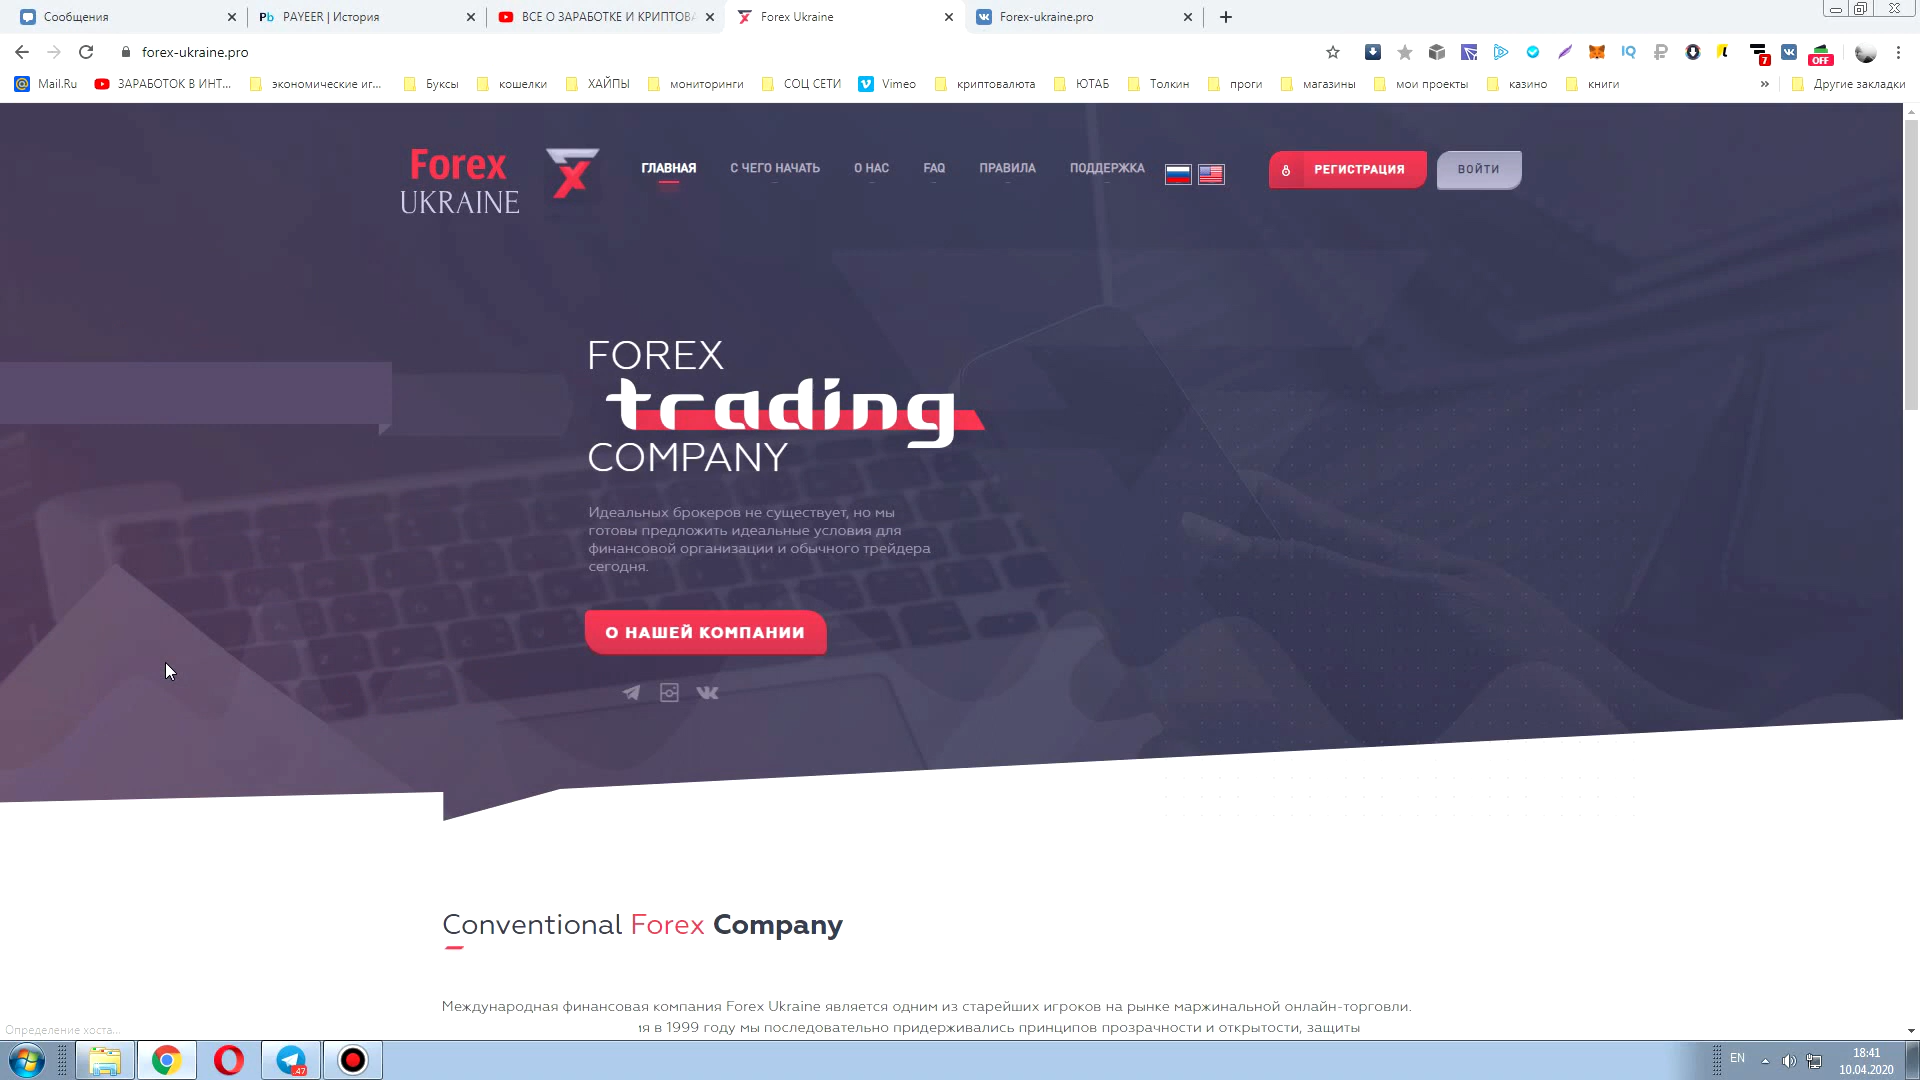 Сообщения
Pb PAYEER | История
ВСЕ О ЗАРАБОТКЕ И КРИПТОВА
Forex Ukraine
Forex-ukraine.pro
forex-ukraine.pro
7
OFF
Mail.Ru
ЗАРАБОТОК В ИНТ...
экономические иг...
Буксы
кошелки
ХАЙПЫ
мониторинги
СОЦ СЕТИ
Vimeo
криптовалюта
ЮТАБ
Толкин
проги
магазины
мои проекты
казино
книги
»
Другие закладки
Forex
UKRAINE
ГЛАВНАЯ
С ЧЕГО НАЧАТЬ
О НАС
FAQ
ПРАВИЛА
ПОДДЕРЖКА
РЕГИСТРАЦИЯ
ВОЙТИ
FOREX
trading
COMPANY
Идеальных брокеров не существует, но мы
готовы предложить идеальные условия для
финансовой организации и обычного трейдера
сегодня.
О НАШЕЙ КОМПАНИИ
Conventional Forex Company
Международная финансовая компания Forex Ukraine является одним из старейших игроков на рынке маржинальной онлайн-торговли.
в 1999 году мы последовательно придерживались принципов прозрачности и открытости, защиты
Определение хоста...
47
EN
18:41
10.04.2020